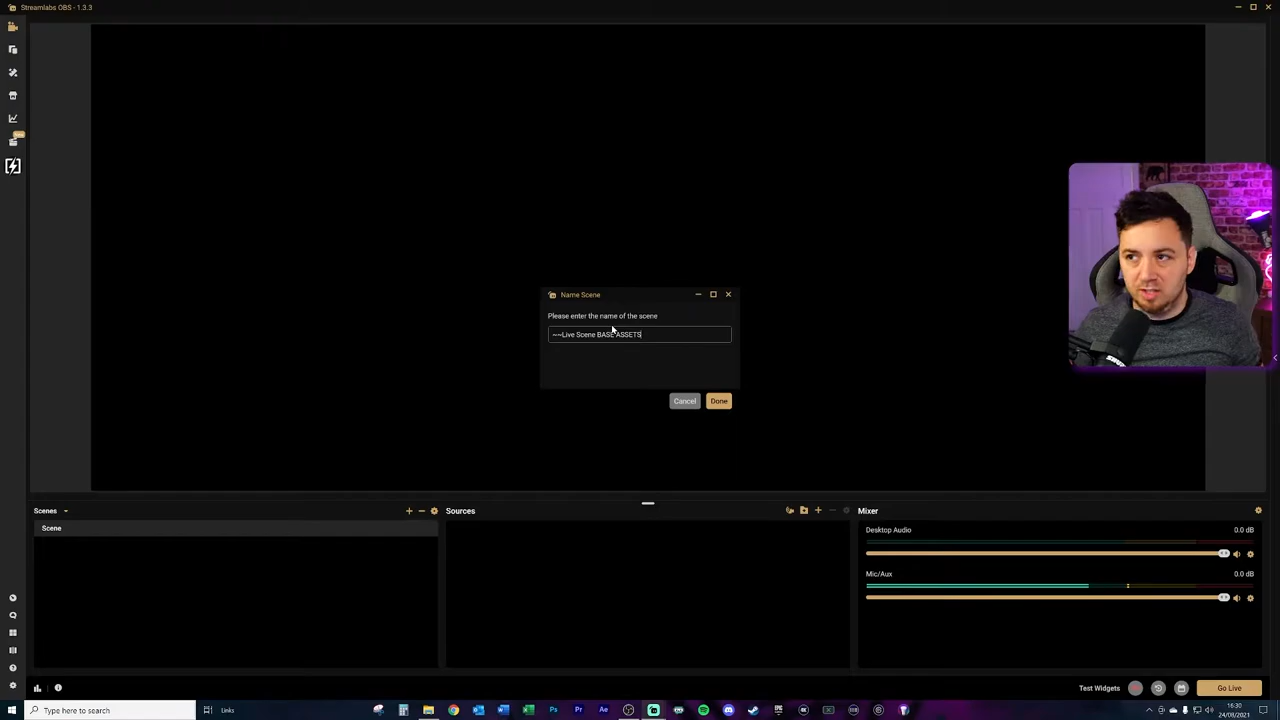 Streamlabs OBS - 1.3.3
Name Scene
Please enter the name of the scene
~~Live Scene BASE ASSETS
Cancel
Done
Scenes
Sources
Mixer
Scene
Desktop Audio
0.0 dB
Mic/Aux
0.0 dB
Test Widgets
Go Live
Type here to search
Links
16:30
24/08/2021